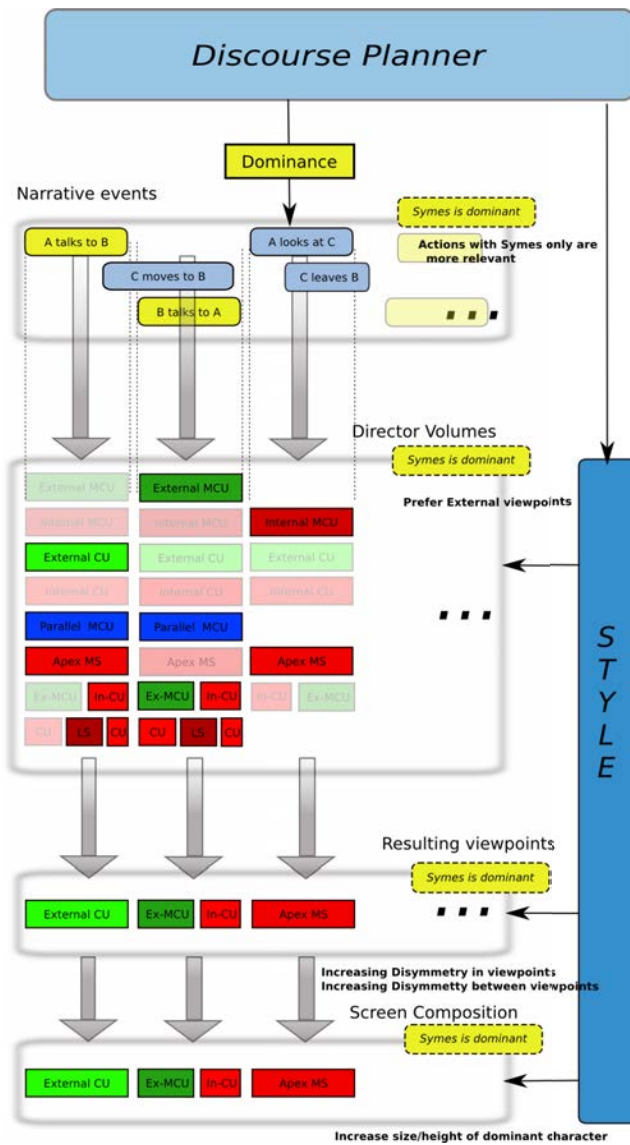 Discourse Planner
Dominance
Narrative events
Symes is dominant
A talks to B
A looks at C
Actions with Symes only are
more relevant
C moves to B
C leaves B
B talks to A
. . .
Director Volumes
Symes is dominant
External MCU
External MCU
Prefer External viewpoints
Internal MCU
Internal MCU
Internal MCU
External CU
External CU
External CU
Internal CU
Internal CU
Internal CU
Parallel MCU
Parallel MCU
. . .
Apex MS
Apex MS
Apex MS
Ex-MCU
In-CU
Ex-MCU
In-CU
In-CU
Ex-MCU
CU
LS
CU
CU
LS
CU
STYLE
Resulting viewpoints
Symes is dominant
External CU
Ex-MCU
In-CU
Apex MS
. . .
Increasing Disymmetry in viewpoints
Increasing Disymmetty between viewpoints
Screen Composition
Symes is dominant
External CU
Ex-MCU
In-CU
Apex MS
Increase size/height of dominant character